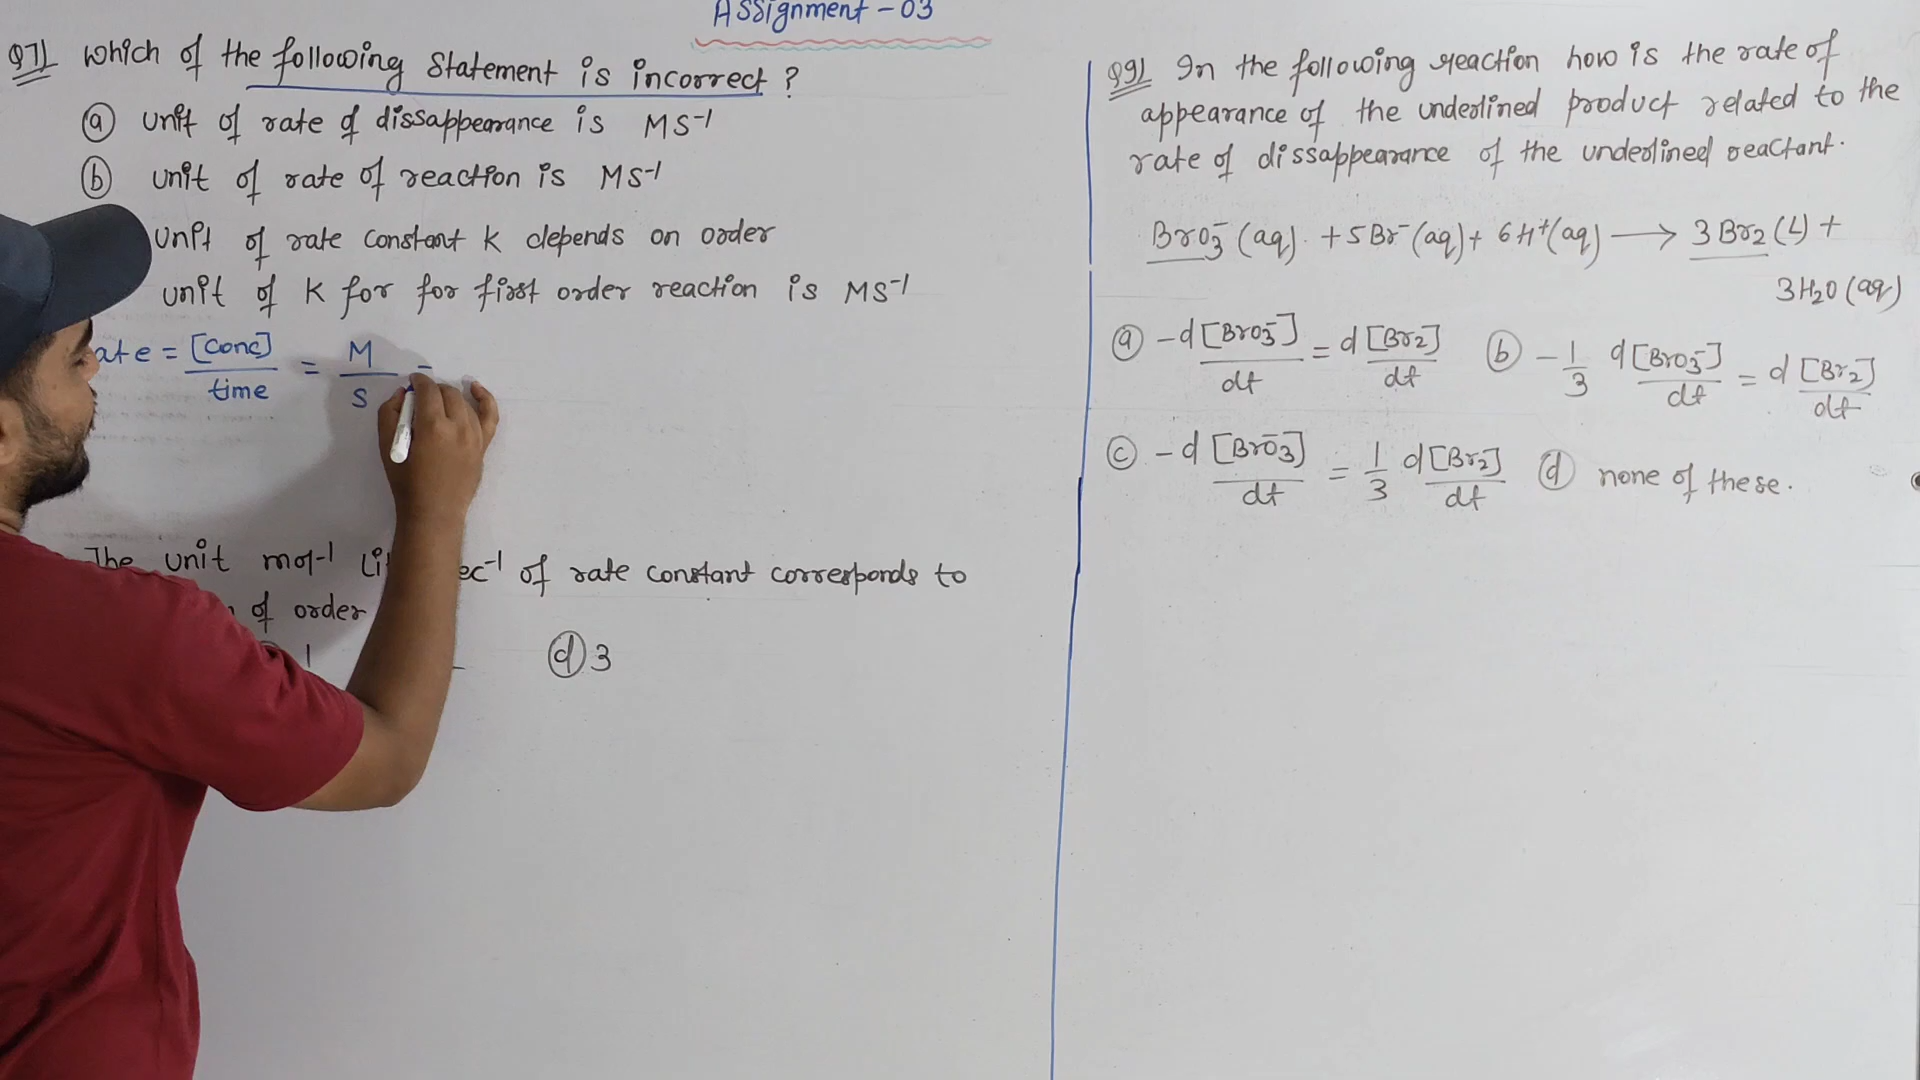 Assignment - 03
Q7) which of the following Statement is incorrect ?
(a) unit of rate of dissappearance is MS⁻¹
(b) unit of rate of reaction is MS⁻¹
unit of rate constant K depends on order
unit of K for for first order reaction is MS⁻¹
ate = [Conc]/time = M/s =
The unit mol⁻¹ Li ec⁻¹ of rate constant corresponds to
of order
1 (d) 3
Q9) In the following reaction how is the rate of
appearance of the underlined product related to the
rate of dissappearance of the underlined reactant.
BrO₃⁻(aq) + 5Br⁻(aq) + 6H⁺(aq) ⟶ 3Br₂(L) +
3H₂O(aq)
(a) -d[BrO₃⁻]/dt = d[Br₂]/dt (b) -1/3 d[BrO₃⁻]/dt = d[Br₂]/dt
(c) -d[BrO₃⁻]/dt = 1/3 d[Br₂]/dt (d) none of these.